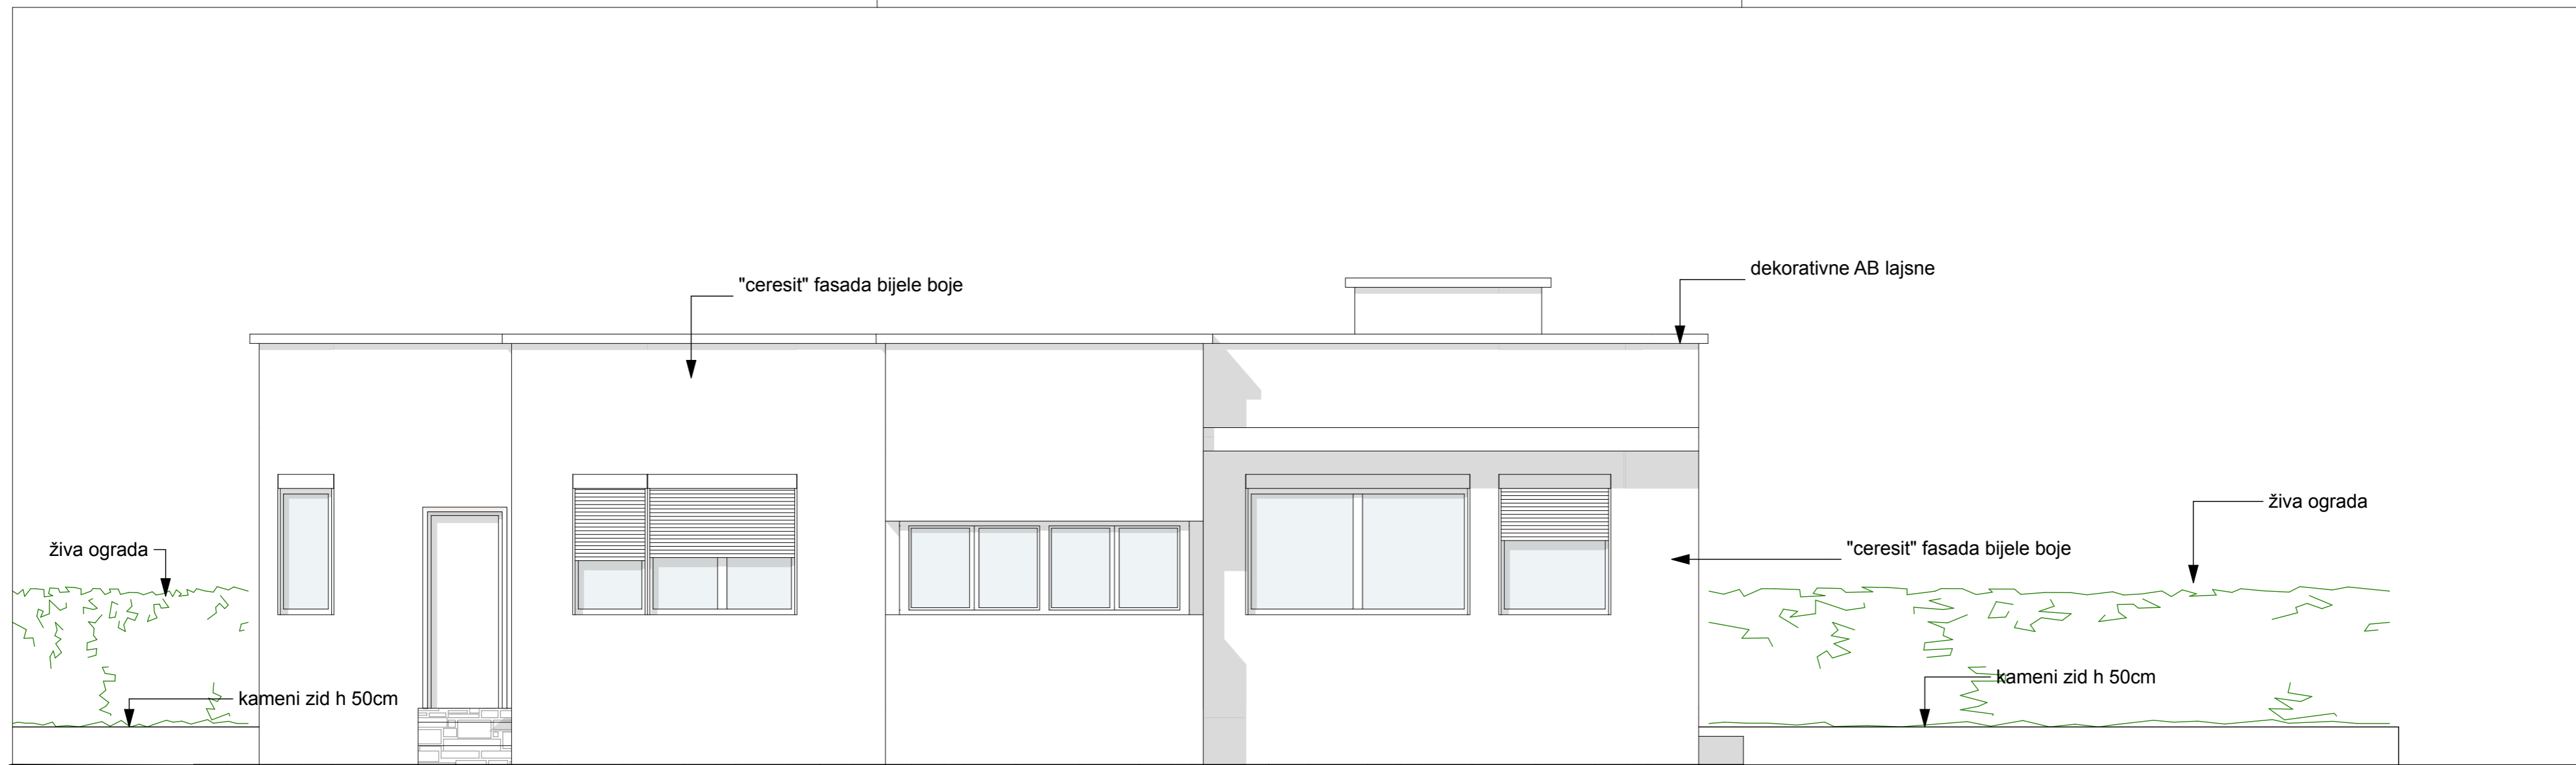 dekorativne AB lajsne
"ceresit" fasada bijele boje
živa ograda
"ceresit" fasada bijele boje
živa ograda
kameni zid h 50cm
kameni zid h 50cm